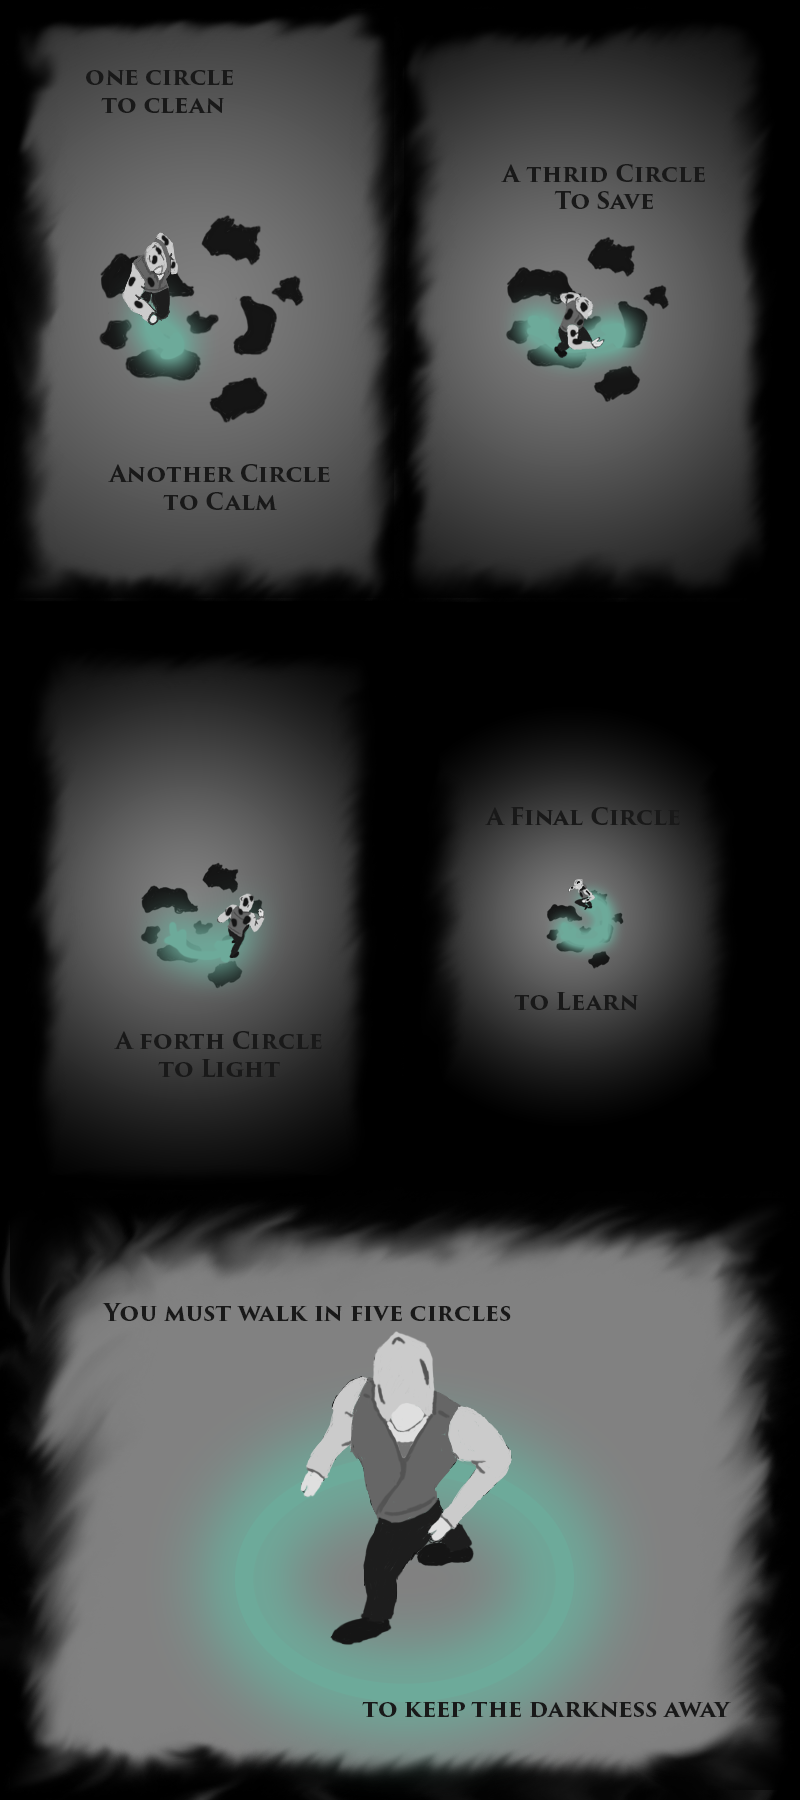 ONE CIRCLE
TO CLEAN
ANOTHER CIRCLE
TO CALM
A THRID CIRCLE
TO SAVE
A FORTH CIRCLE
TO LIGHT
A FINAL CIRCLE
TO LEARN
YOU MUST WALK IN FIVE CIRCLES
TO KEEP THE DARKNESS AWAY